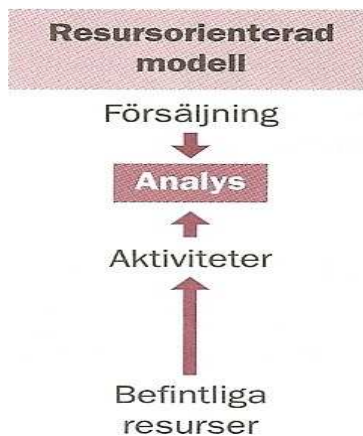 Resursorienterad
modell
Försäljning
Analys
Aktiviteter
Befintliga
resurser